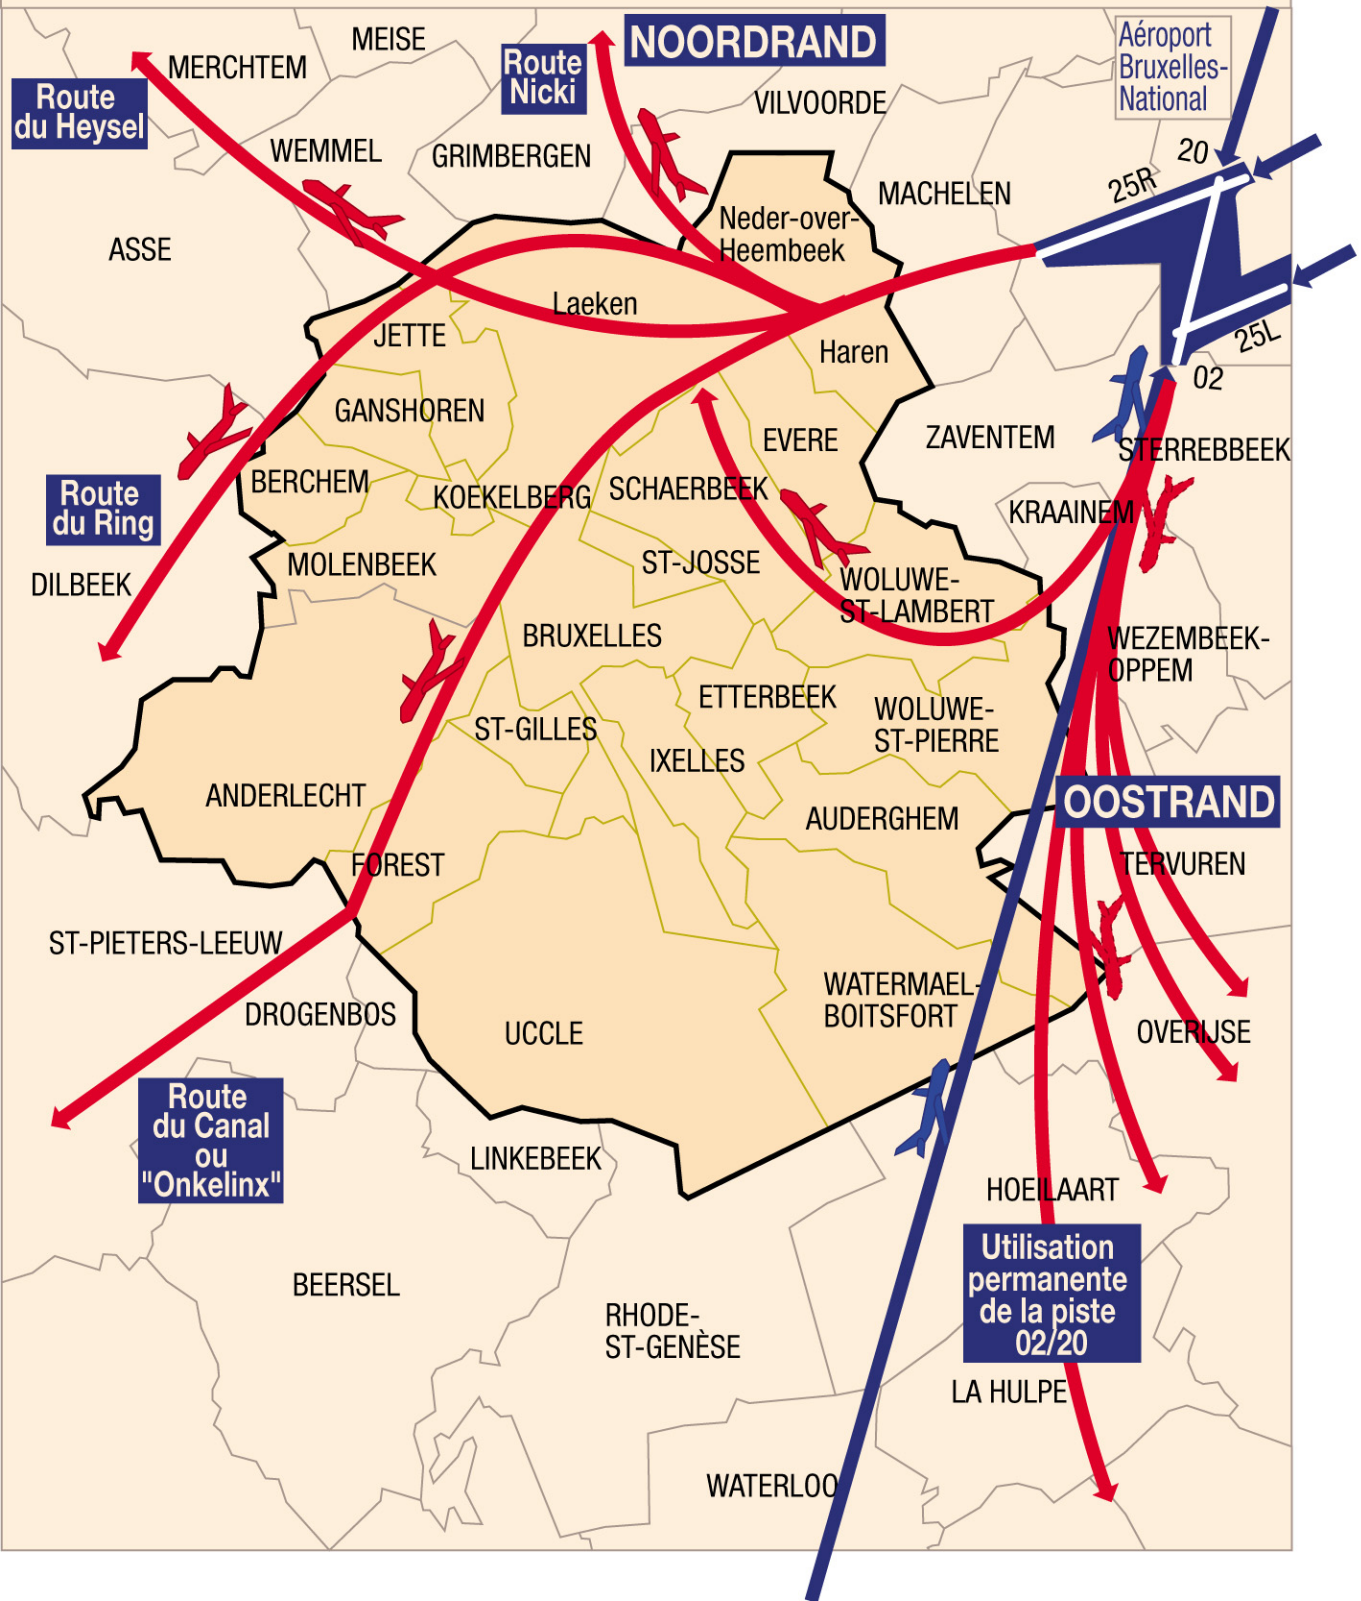 MEISE
NOORDRAND
Aéroport
Bruxelles-
National
MERCHTEM
Route
Nicki
Route
du Heysel
VILVOORDE
WEMMEL
GRIMBERGEN
20
25R
MACHELEN
Neder-over-
Heembeek
ASSE
Laeken
JETTE
Haren
25L
02
GANSHOREN
EVERE
ZAVENTEM
STERREBBEEK
BERCHEM
KOEKELBERG
SCHAERBEEK
Route
du Ring
KRAAINEM
MOLENBEEK
ST-JOSSE
DILBEEK
WOLUWE-
ST-LAMBERT
BRUXELLES
WEZEMBEEK-
OPPEM
ETTERBEEK
WOLUWE-
ST-PIERRE
ST-GILLES
IXELLES
ANDERLECHT
OOSTRAND
AUDERGHEM
FOREST
TERVUREN
ST-PIETERS-LEEUW
WATERMAEL-
BOITSFORT
DROGENBOS
UCCLE
OVERIJSE
Route
du Canal
ou
"Onkelinx"
LINKEBEEK
HOEILAART
Utilisation
permanente
de la piste
02/20
BEERSEL
RHODE-
ST-GENÈSE
LA HULPE
WATERLOO